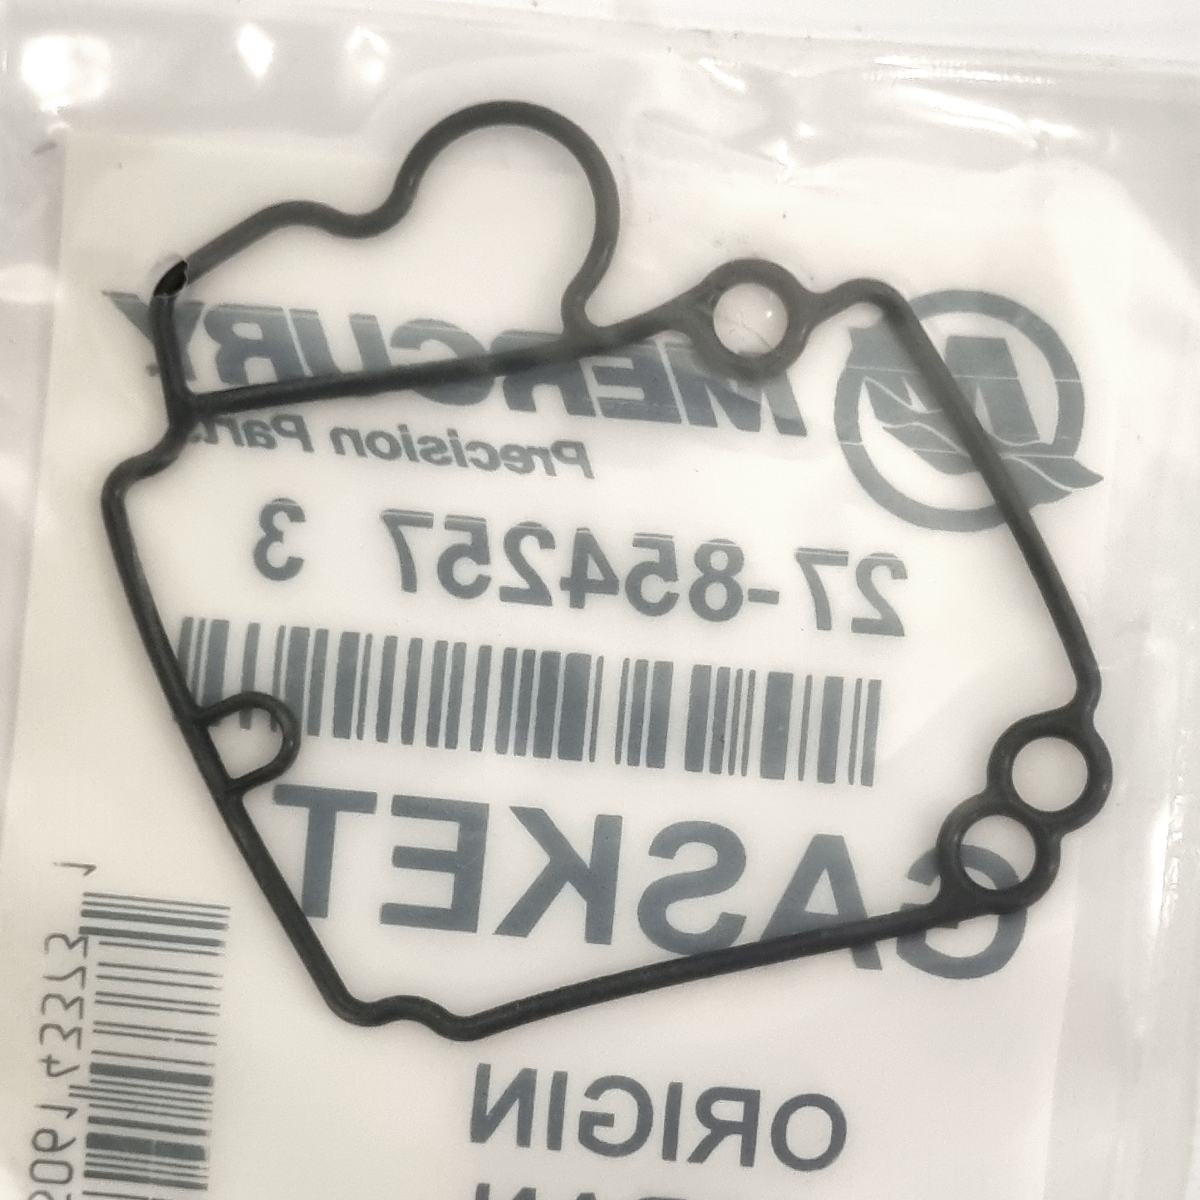 MERCURY
Precision Parts
27-854257 3
GASKET
ORIGIN